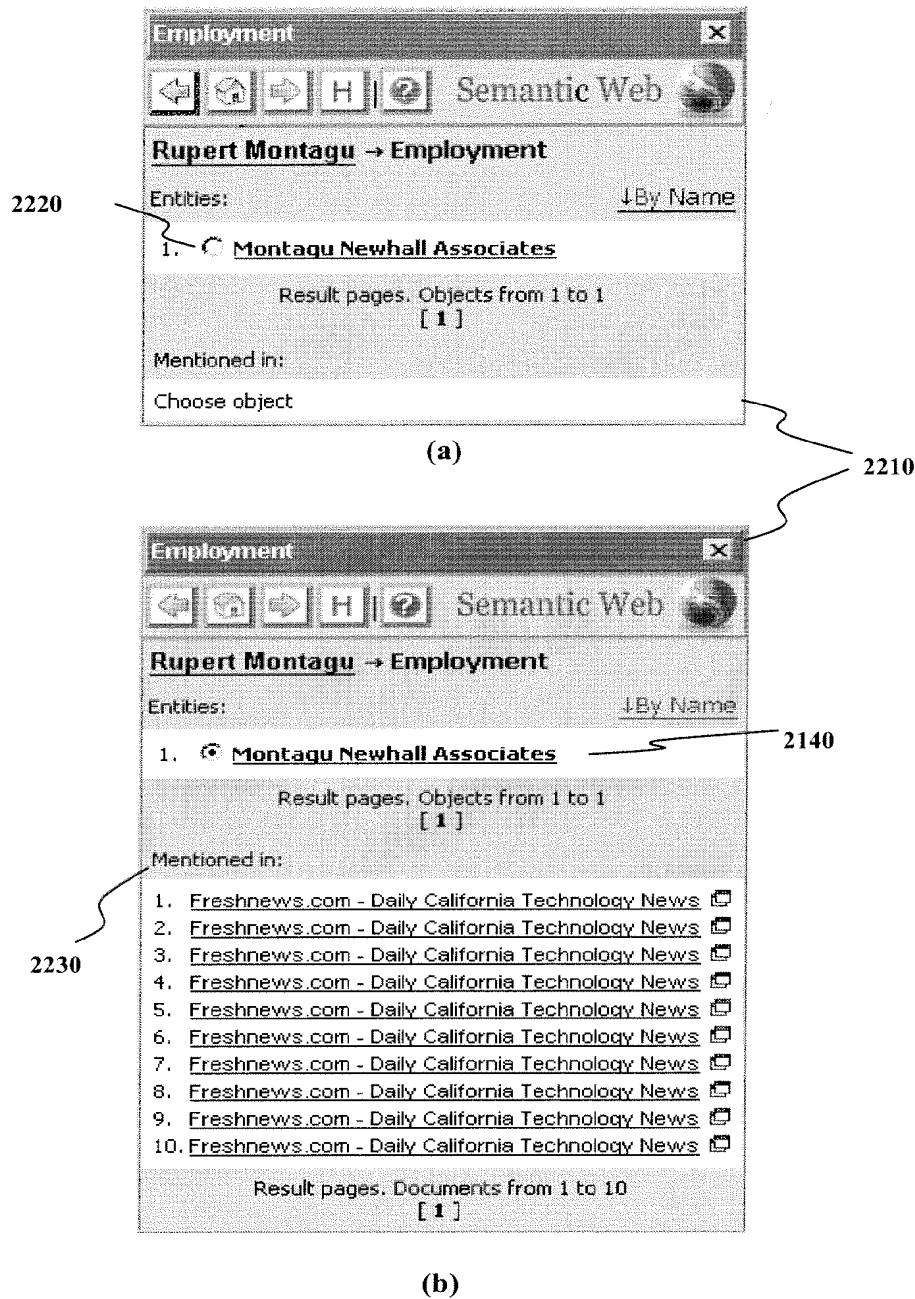 Employment
H | ? Semantic Web
Rupert Montagu → Employment
2220
Entities: ↓By Name
1. Montagu Newhall Associates
Result pages. Objects from 1 to 1
[ 1 ]
Mentioned in:
Choose object
(a)
2210
Employment
H | ? Semantic Web
Rupert Montagu → Employment
Entities: ↓By Name
2140
1. Montagu Newhall Associates
Result pages. Objects from 1 to 1
[ 1 ]
Mentioned in:
1. Freshnews.com - Daily California Technology News
2. Freshnews.com - Daily California Technology News
3. Freshnews.com - Daily California Technology News
2230
4. Freshnews.com - Daily California Technology News
5. Freshnews.com - Daily California Technology News
6. Freshnews.com - Daily California Technology News
7. Freshnews.com - Daily California Technology News
8. Freshnews.com - Daily California Technology News
9. Freshnews.com - Daily California Technology News
10. Freshnews.com - Daily California Technology News
Result pages. Documents from 1 to 10
[ 1 ]
(b)